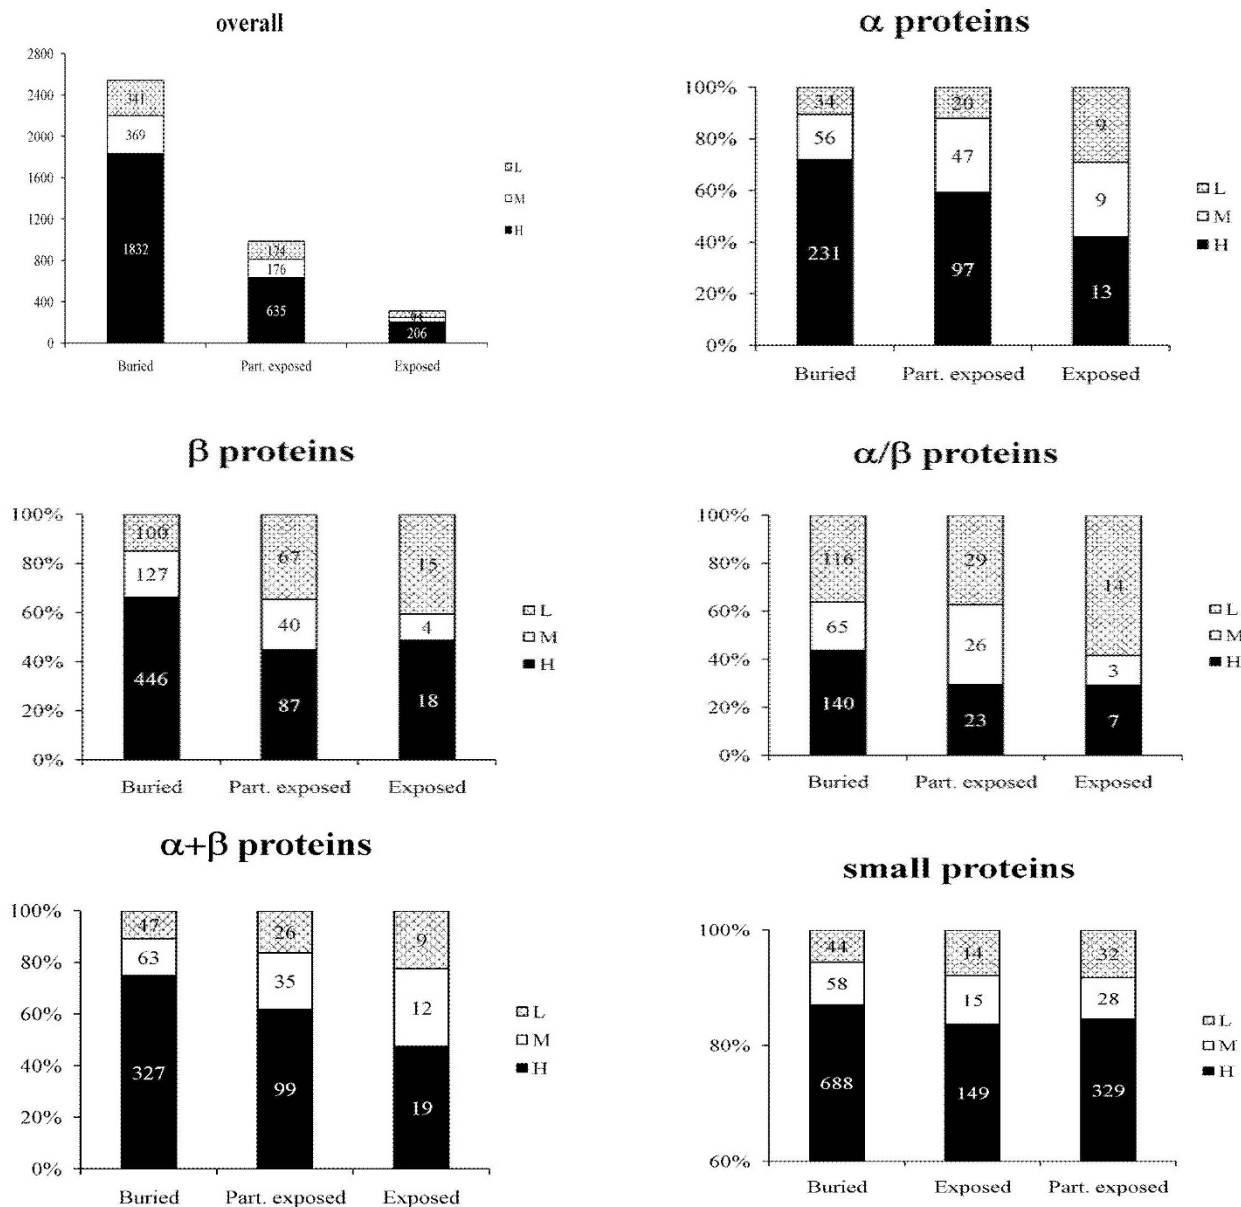 overall
2800
2400
2000
1600
1200
800
400
0
341
369
1832
174
176
635
206
L
M
H
Buried Part. exposed Exposed
α proteins
100%
80%
60%
40%
20%
0%
34 20 9
56 47 9
231 97 13
L
M
H
Buried Part. exposed Exposed
β proteins
100%
80%
60%
40%
20%
0%
100 67 15
127 40 4
446 87 18
L
M
H
Buried Part. exposed Exposed
α/β proteins
100%
80%
60%
40%
20%
0%
116 29 14
65 26 3
140 23 7
L
M
H
Buried Part. exposed Exposed
α+β proteins
100%
80%
60%
40%
20%
0%
47 26 9
63 35 12
327 99 19
L
M
H
Buried Part. exposed Exposed
small proteins
100%
80%
60%
44 14 32
58 15 28
688 149 329
L
M
H
Buried Exposed Part. exposed